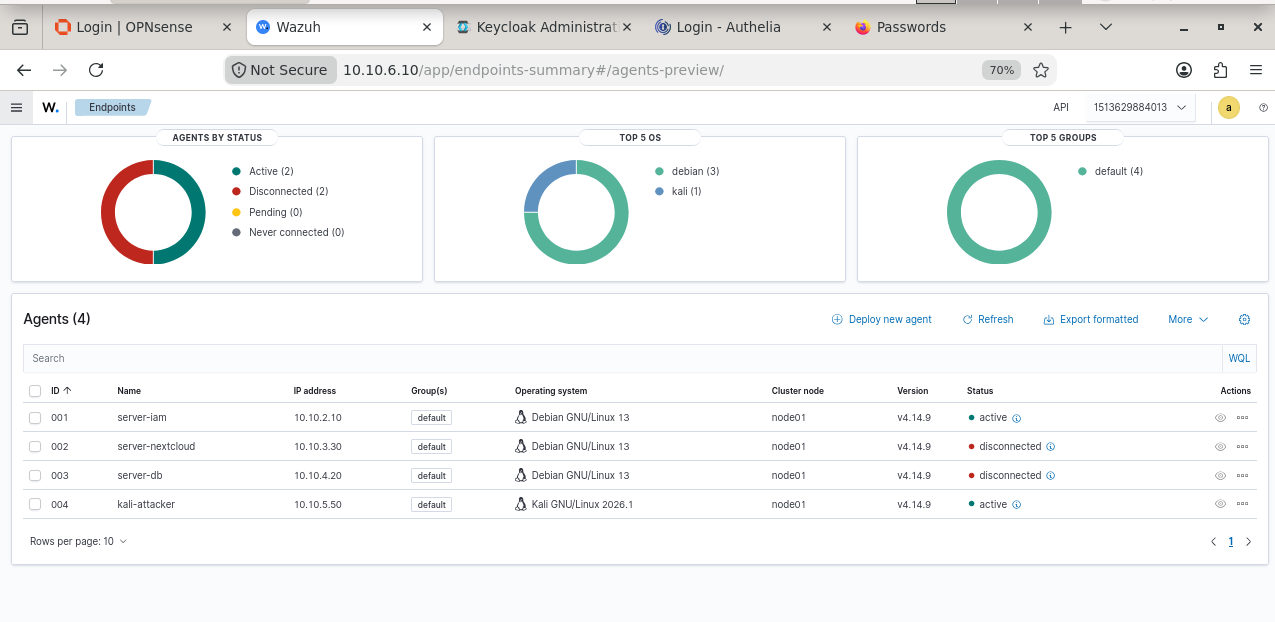 Login | OPNsense
Wazuh
Keycloak Administrat
Login - Authelia
Passwords
Not Secure
10.10.6.10/app/endpoints-summary#/agents-preview/
70%
W.
Endpoints
API
1513629884013
a
AGENTS BY STATUS
Active (2)
Disconnected (2)
Pending (0)
Never connected (0)
TOP 5 OS
debian (3)
kali (1)
TOP 5 GROUPS
default (4)
Agents (4)
Deploy new agent
Refresh
Export formatted
More
Search
WQL
ID Name IP address Group(s) Operating system Cluster node Version Status Actions
001 server-iam 10.10.2.10 default Debian GNU/Linux 13 node01 v4.14.9 active
002 server-nextcloud 10.10.3.30 default Debian GNU/Linux 13 node01 v4.14.9 disconnected
003 server-db 10.10.4.20 default Debian GNU/Linux 13 node01 v4.14.9 disconnected
004 kali-attacker 10.10.5.50 default Kali GNU/Linux 2026.1 node01 v4.14.9 active
Rows per page: 10
1